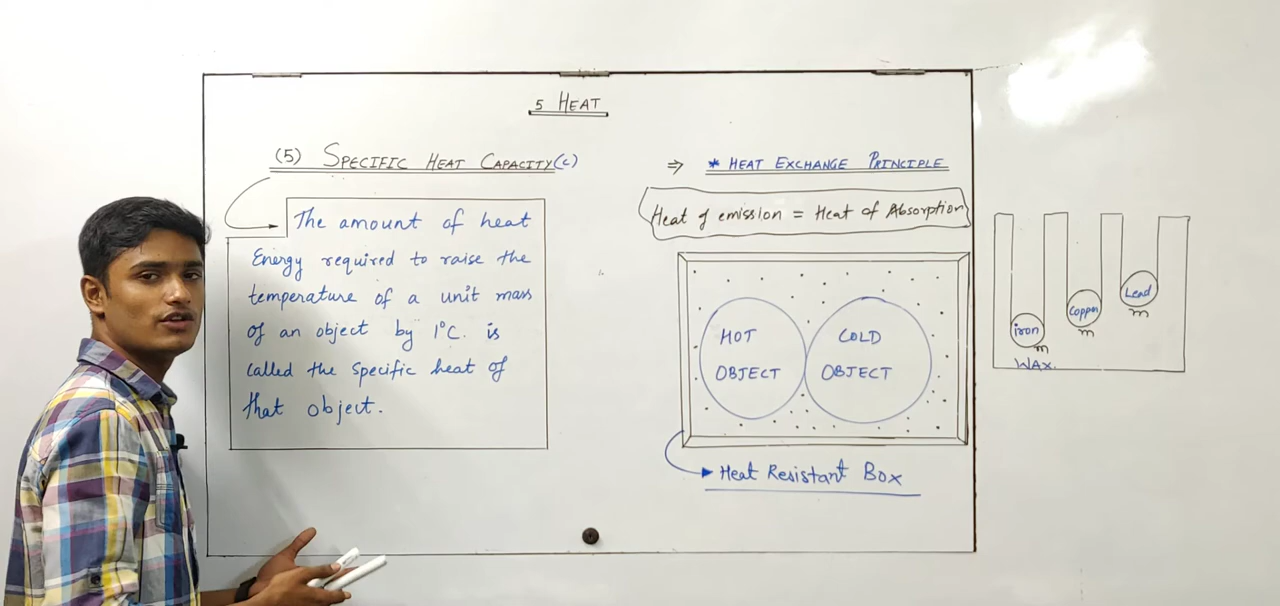 5 HEAT
(5) SPECIFIC HEAT CAPACITY (c)
The amount of heat
Energy required to raise the
temperature of a unit mass
of an object by 1°C. is
called the specific heat of
that object.
⇒ * HEAT EXCHANGE PRINCIPLE
Heat of emission = Heat of Absorption
HOT
OBJECT
COLD
OBJECT
Heat Resistant Box
iron
m
Copper
m
Lead
m
WAX.